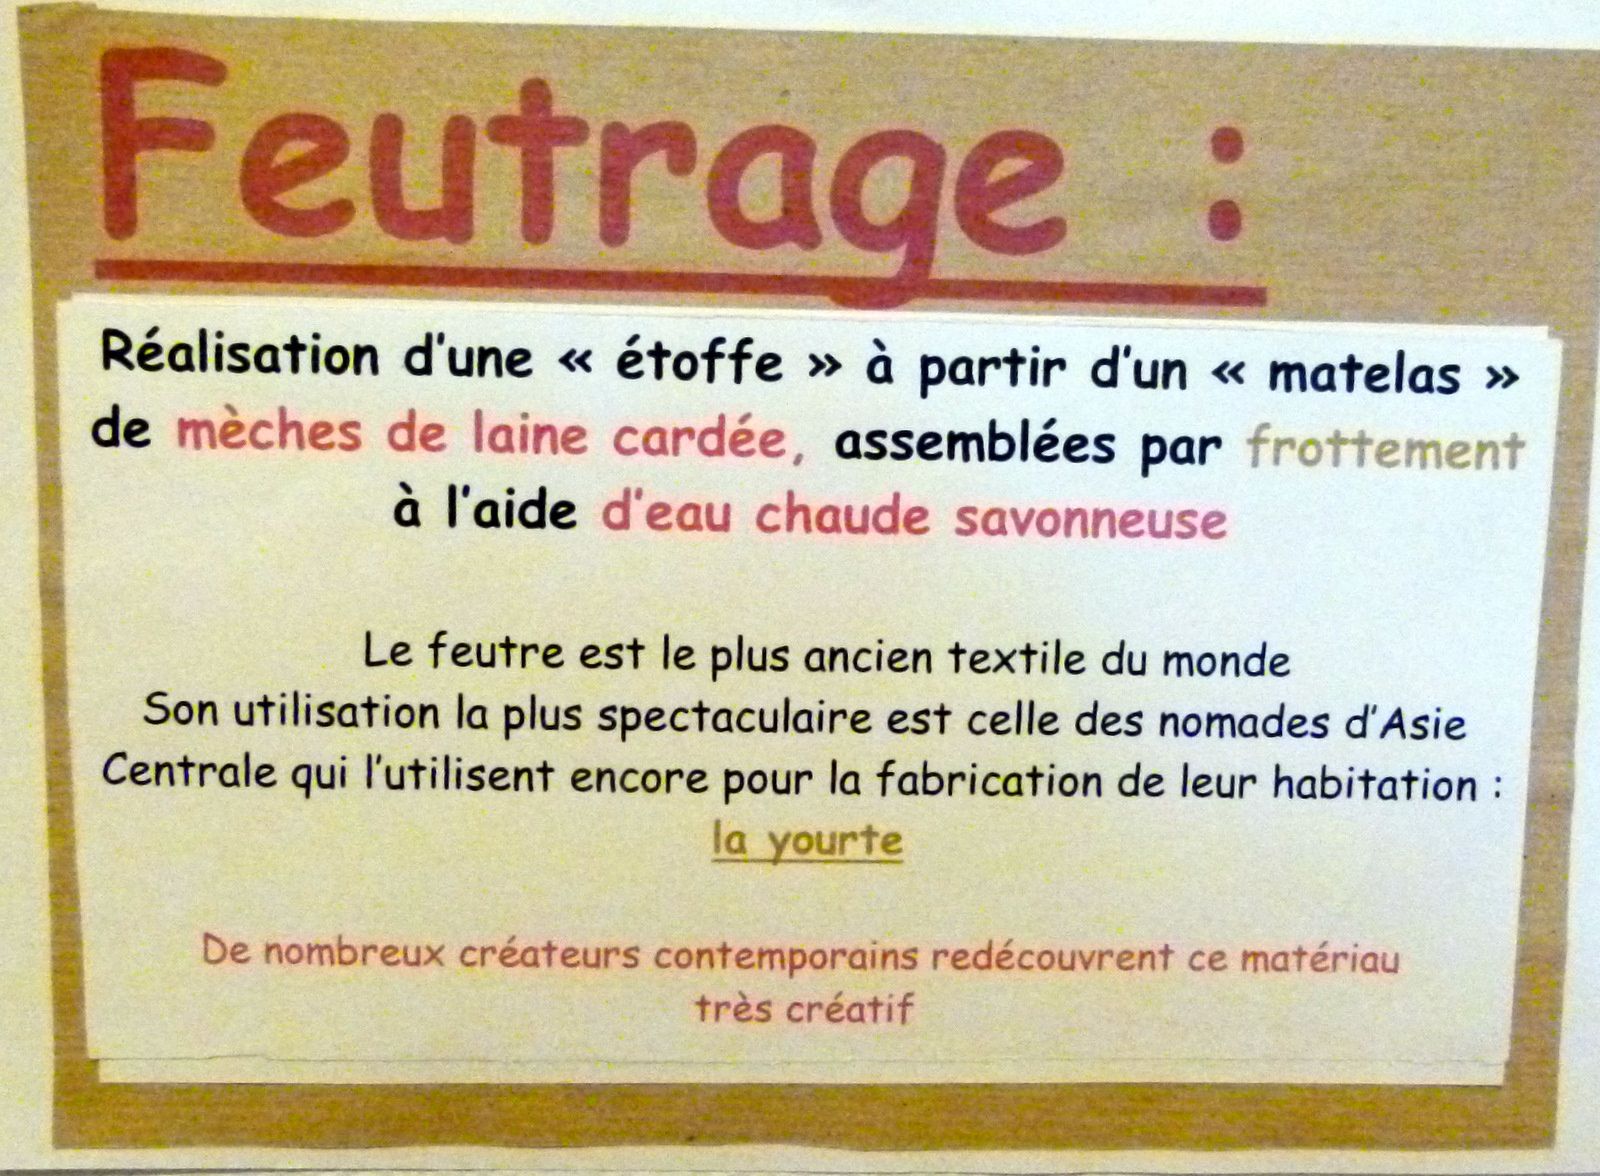 Feutrage :
Réalisation d'une « étoffe » à partir d'un « matelas »
de mèches de laine cardée, assemblées par frottement
à l'aide d'eau chaude savonneuse
Le feutre est le plus ancien textile du monde
Son utilisation la plus spectaculaire est celle des nomades d'Asie
Centrale qui l'utilisent encore pour la fabrication de leur habitation :
la yourte
De nombreux créateurs contemporains redécouvrent ce matériau
très créatif